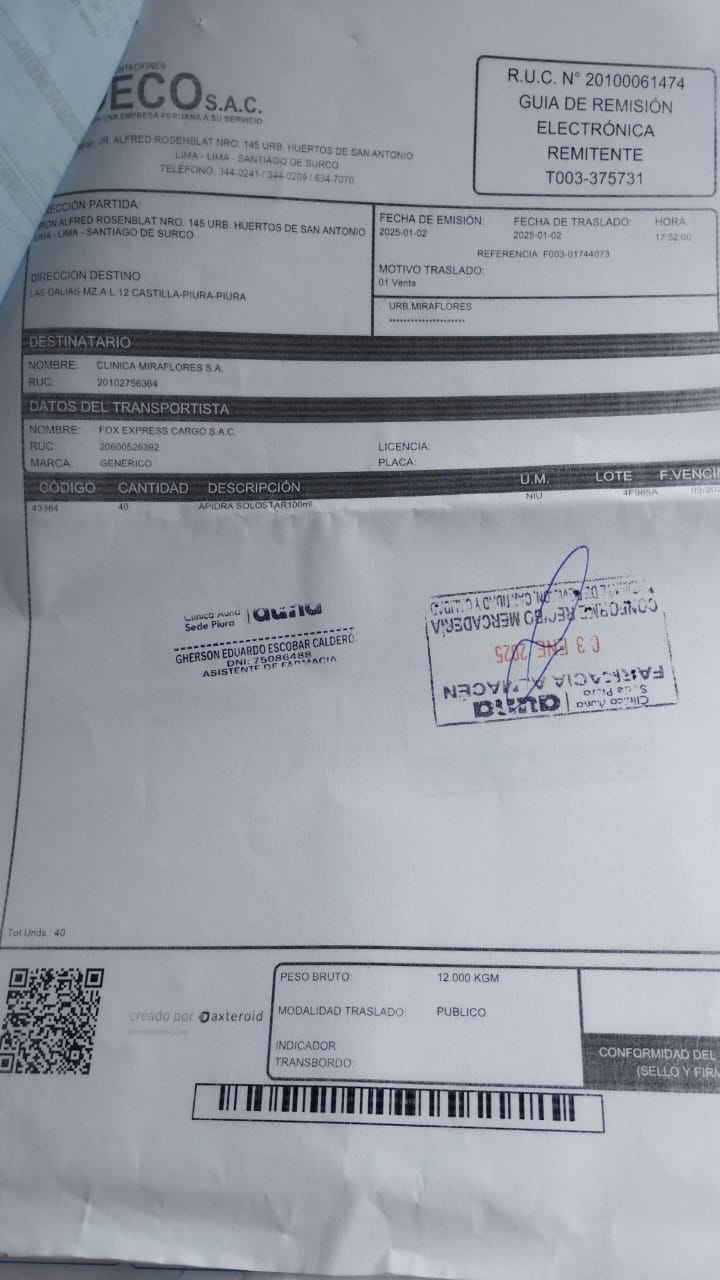 R.U.C. N° 20100061474
GUIA DE REMISIÓN
ELECTRÓNICA
REMITENTE
T003-375731
ECO S.A.C.
UNA EMPRESA PERUANA A SU SERVICIO
JR. ALFRED ROSENBLAT NRO. 145 URB. HUERTOS DE SAN ANTONIO
LIMA - LIMA - SANTIAGO DE SURCO
TELÉFONO: 344-0241 / 344-0209 / 634-7070
PARTIDA:
ALFRED ROSENBLAT NRO. 145 URB. HUERTOS DE SAN ANTONIO
LIMA - LIMA - SANTIAGO DE SURCO
DIRECCIÓN DESTINO
LAS DALIAS MZ.A L.12 CASTILLA-PIURA-PIURA
FECHA DE EMISIÓN: FECHA DE TRASLADO: HORA:
2025-01-02 2025-01-02 17:52:00
REFERENCIA: F003-01744073
MOTIVO TRASLADO:
01 Venta
URB.MIRAFLORES
********************
DESTINATARIO
NOMBRE: CLINICA MIRAFLORES S.A.
RUC: 20102756364
DATOS DEL TRANSPORTISTA
NOMBRE: FOX EXPRESS CARGO S.A.C.
RUC: 20600526392 LICENCIA:
MARCA: GENERICO PLACA:
CÓDIGO CANTIDAD DESCRIPCIÓN U.M. LOTE F.VENCI
43384 40 APIDRA SOLOSTAR100ml NIU 4F965A
Clínica Auna
Sede Piura | auna
GHERSON EDUARDO ESCOBAR CALDERÓ
DNI: 75086488
ASISTENTE DE FARMACIA
auna | Clínica Auna
Sede Piura
FARMACIA ALMACEN
03 ENE 2025
CONFORME RECIBO MERCADERÍA
Tot.Unds.: 40
creado por axteroid
PESO BRUTO: 12.000 KGM
MODALIDAD TRASLADO: PUBLICO
INDICADOR
TRANSBORDO:
CONFORMIDAD DEL
(SELLO Y FIRM